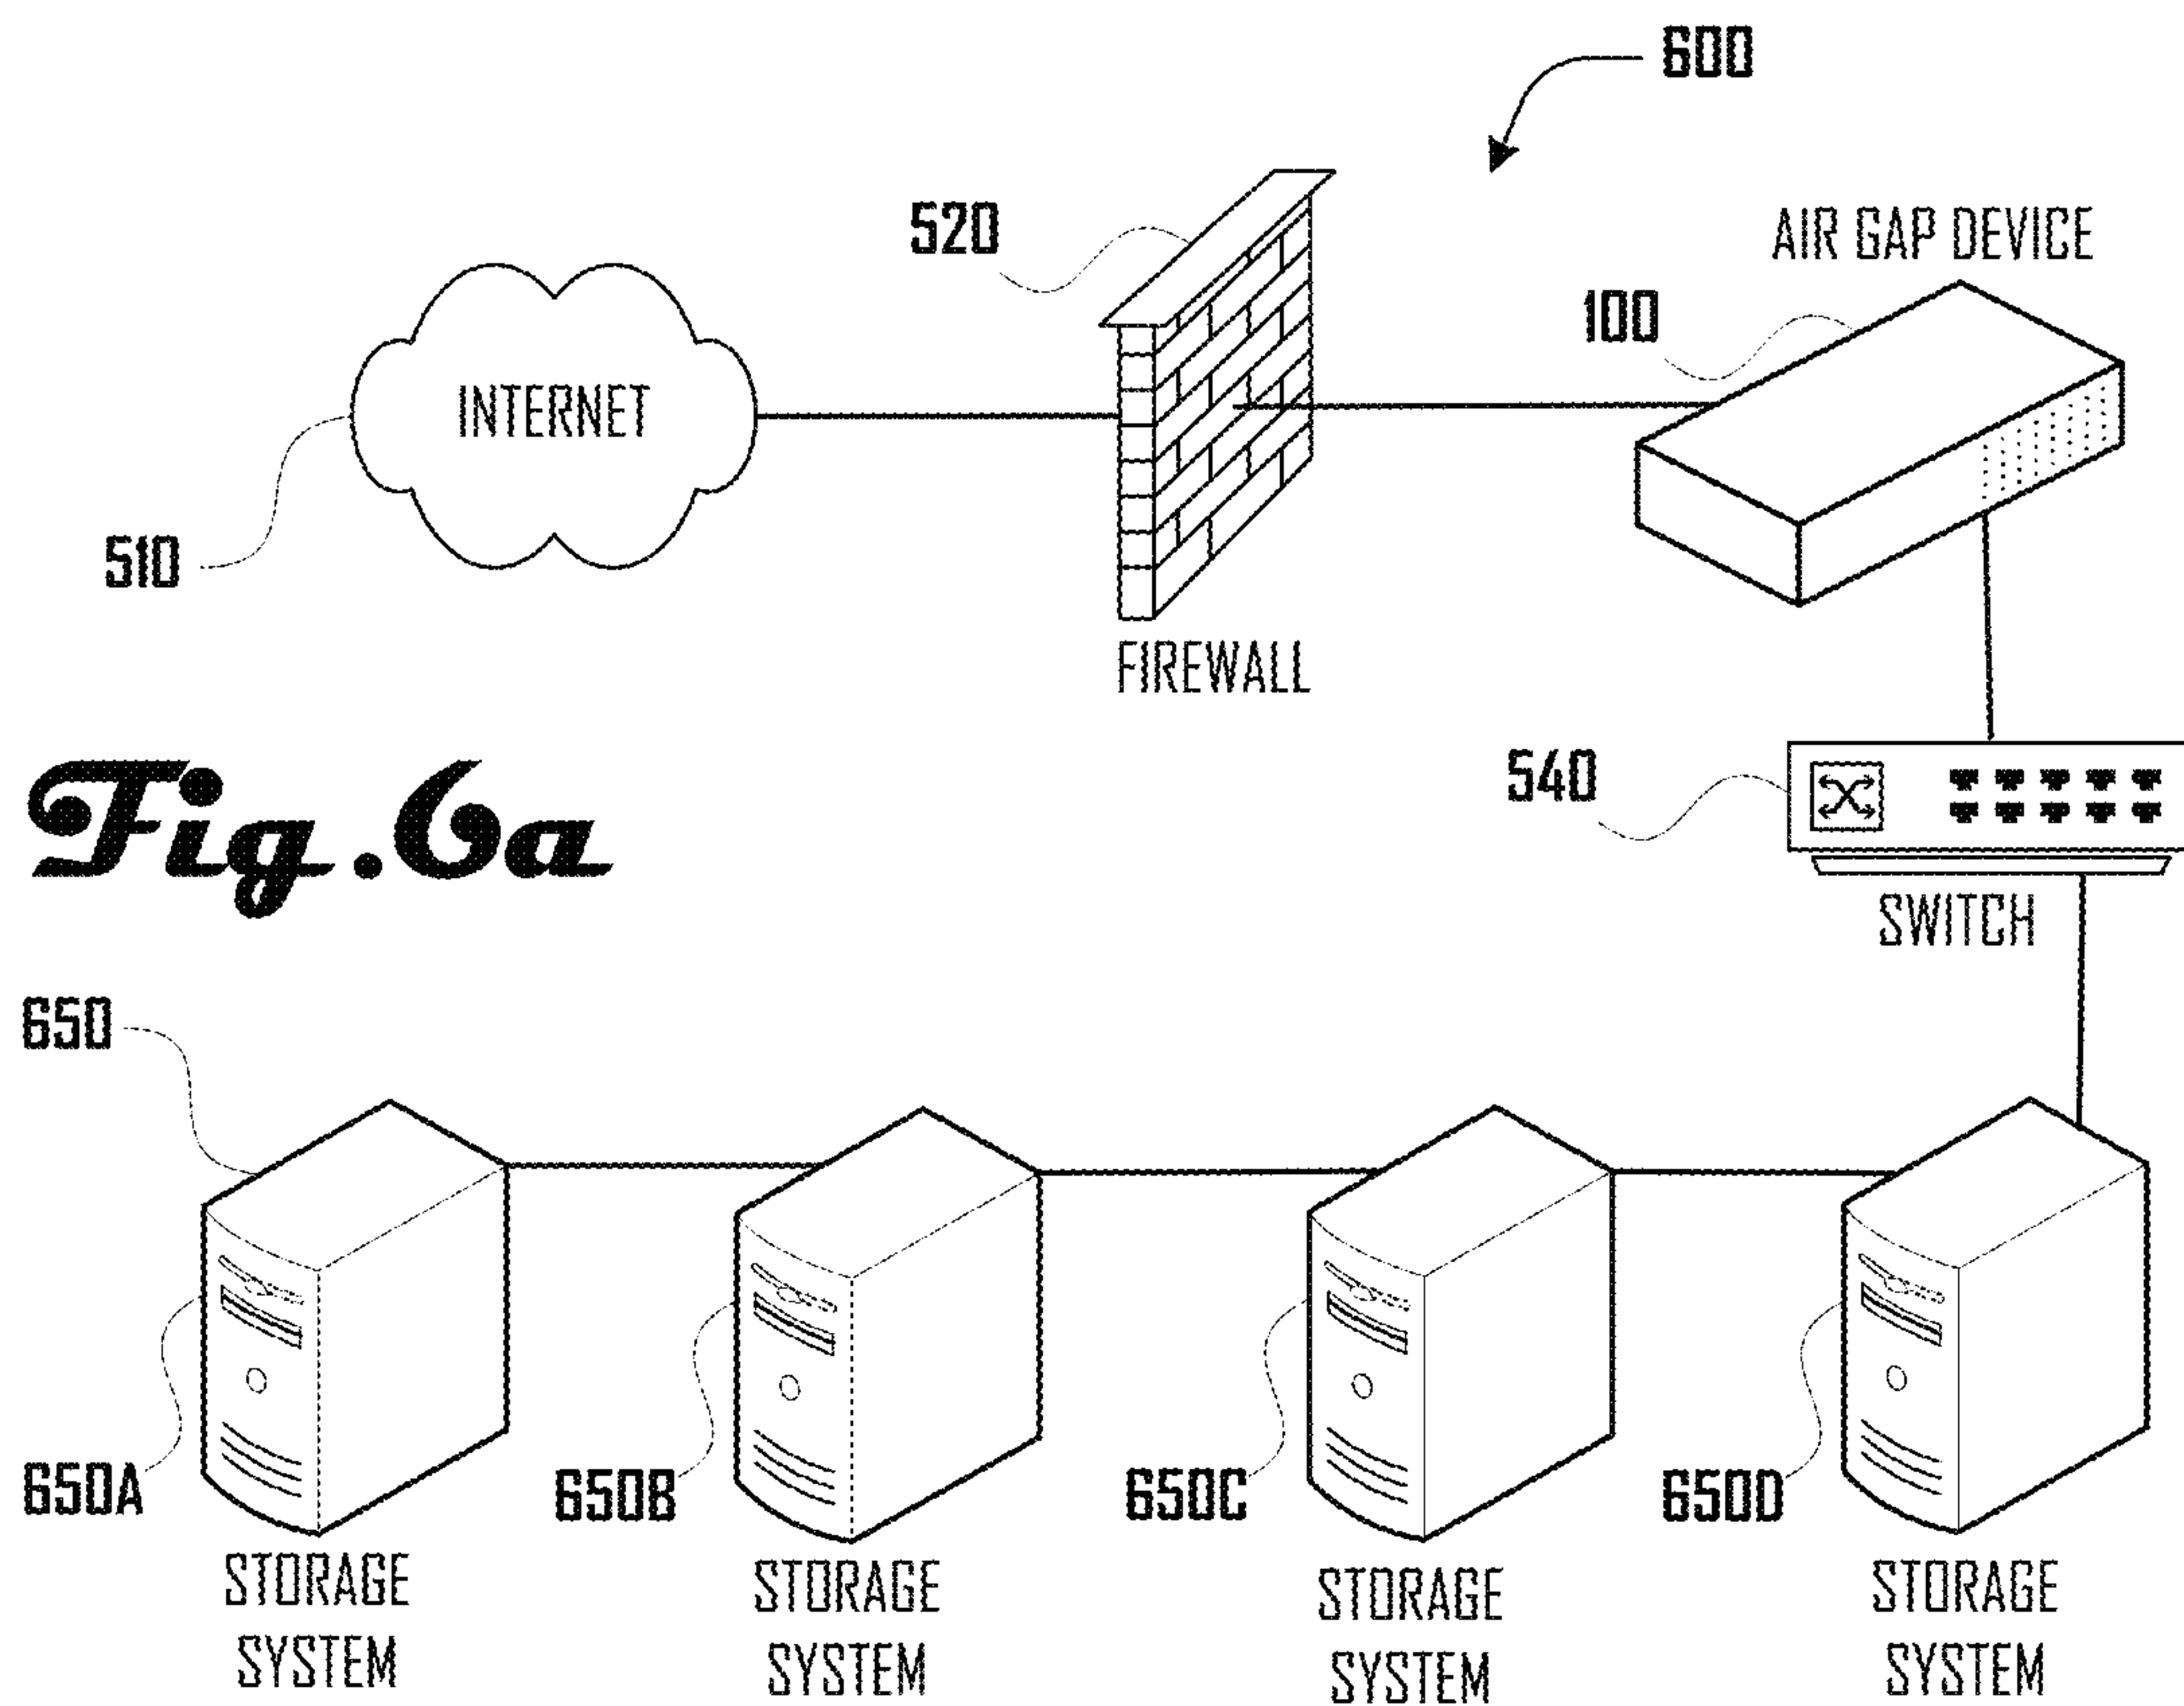 600
520
AIR GAP DEVICE
100
INTERNET
510
FIREWALL
540
Fig.6a
SWITCH
650
650A
650B
650C
650D
STORAGE
SYSTEM
STORAGE
SYSTEM
STORAGE
SYSTEM
STORAGE
SYSTEM